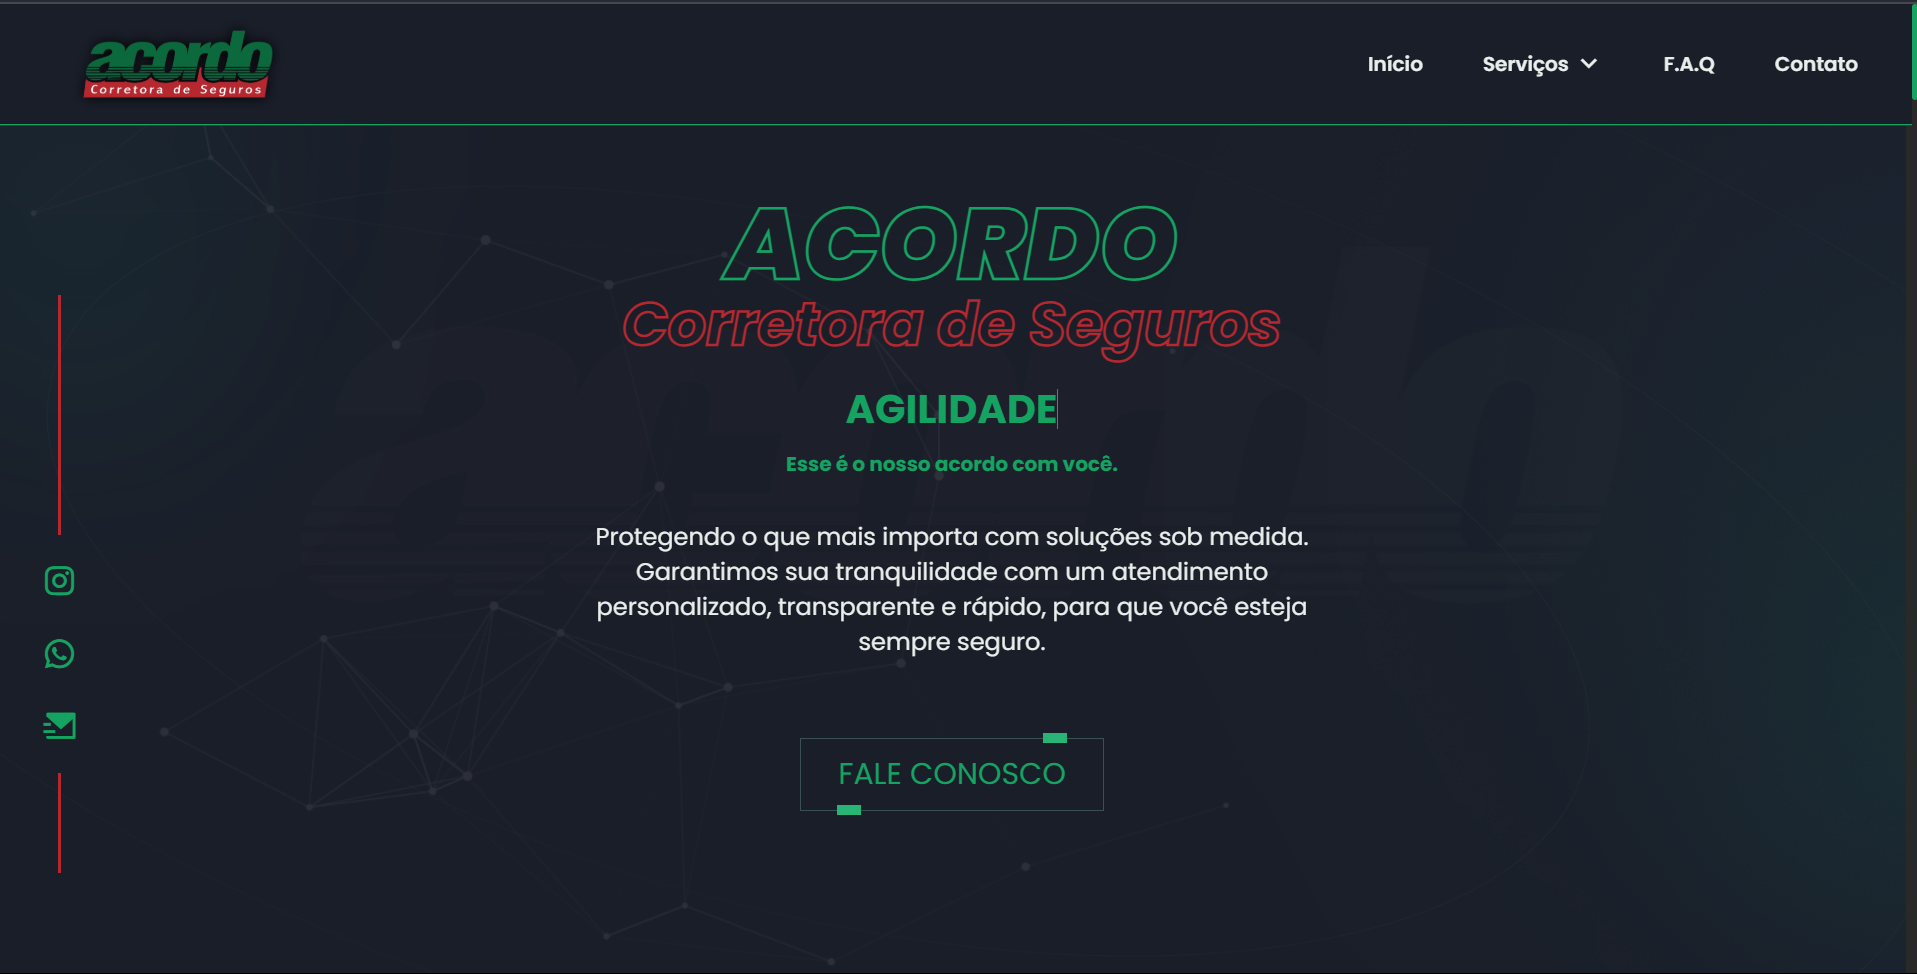 acordo
Corretora de Seguros
Início
Serviços
F.A.Q
Contato
ACORDO
Corretora de Seguros
AGILIDADE
Esse é o nosso acordo com você.
Protegendo o que mais importa com soluções sob medida.
Garantimos sua tranquilidade com um atendimento
personalizado, transparente e rápido, para que você esteja
sempre seguro.
FALE CONOSCO
acordo